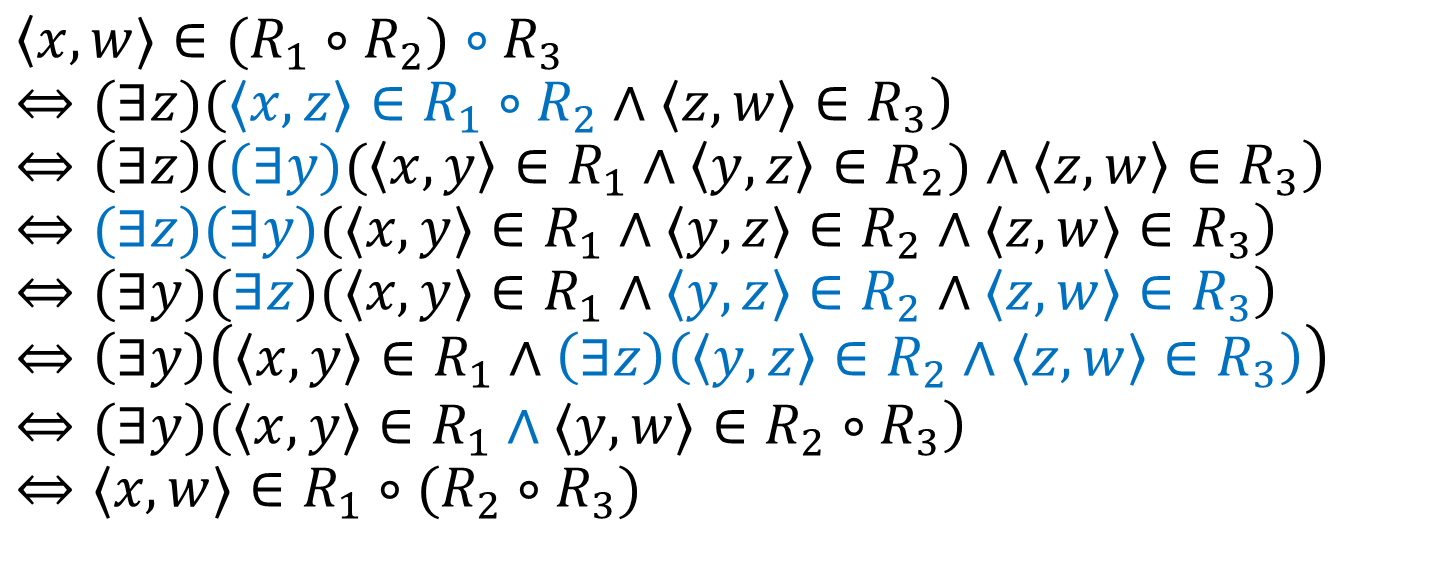 ⟨x, w⟩ ∈ (R₁ ∘ R₂) ∘ R₃
⇔ (∃z)(⟨x, z⟩ ∈ R₁ ∘ R₂ ∧ ⟨z, w⟩ ∈ R₃)
⇔ (∃z)((∃y)(⟨x, y⟩ ∈ R₁ ∧ ⟨y, z⟩ ∈ R₂) ∧ ⟨z, w⟩ ∈ R₃)
⇔ (∃z)(∃y)(⟨x, y⟩ ∈ R₁ ∧ ⟨y, z⟩ ∈ R₂ ∧ ⟨z, w⟩ ∈ R₃)
⇔ (∃y)(∃z)(⟨x, y⟩ ∈ R₁ ∧ ⟨y, z⟩ ∈ R₂ ∧ ⟨z, w⟩ ∈ R₃)
⇔ (∃y)(⟨x, y⟩ ∈ R₁ ∧ (∃z)(⟨y, z⟩ ∈ R₂ ∧ ⟨z, w⟩ ∈ R₃))
⇔ (∃y)(⟨x, y⟩ ∈ R₁ ∧ ⟨y, w⟩ ∈ R₂ ∘ R₃)
⇔ ⟨x, w⟩ ∈ R₁ ∘ (R₂ ∘ R₃)